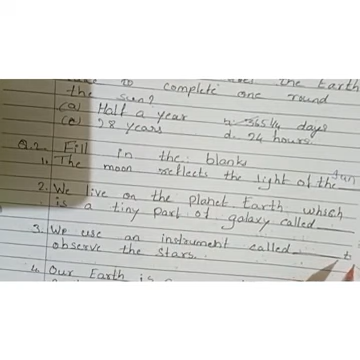 to complete one round
the sun?
(a) Half a year b. 365 1/4 days
(c) 28 years d. 24 hours.
Q.2. Fill in the blanks
1. The moon reflects the light of the sun
2. We live on the planet Earth which
is a tiny part of galaxy called
3. We use an instrument called t
observe the stars.
4. Our Earth is